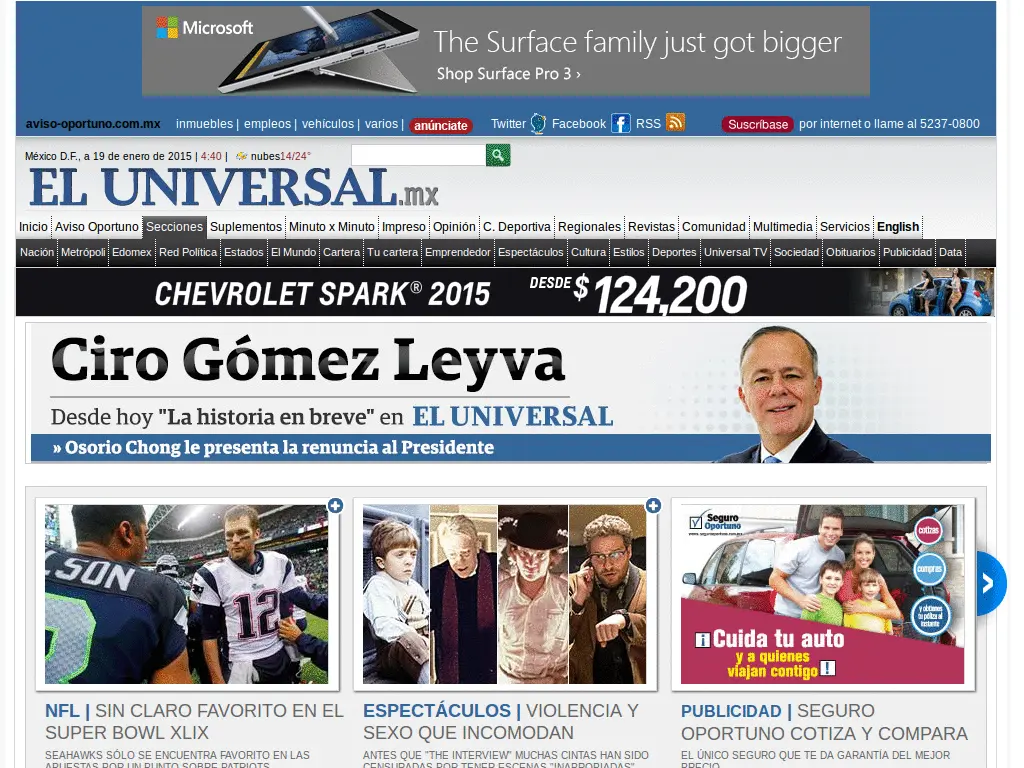 Microsoft
The Surface family just got bigger
Shop Surface Pro 3 ›
aviso-oportuno.com.mx inmuebles | empleos | vehículos | varios | anúnciate Twitter Facebook RSS Suscríbase por internet o llame al 5237-0800
México D.F., a 19 de enero de 2015 | 4:40 | nubes14/24°
EL UNIVERSAL.mx
Inicio Aviso Oportuno Secciones Suplementos Minuto x Minuto Impreso Opinión C. Deportiva Regionales Revistas Comunidad Multimedia Servicios English
Nación Metrópoli Edomex Red Política Estados El Mundo Cartera Tu cartera Emprendedor Espectáculos Cultura Estilos Deportes Universal TV Sociedad Obituarios Publicidad Data
CHEVROLET SPARK® 2015 DESDE $124,200
Ciro Gómez Leyva
Desde hoy "La historia en breve" en EL UNIVERSAL
» Osorio Chong le presenta la renuncia al Presidente
SON
12
Seguro
Oportuno
www.segurooportuno.com.mx
cotizas
compras
y obtienes
tu póliza al
instante
i Cuida tu auto
y a quienes
viajan contigo !
NFL | SIN CLARO FAVORITO EN EL
SUPER BOWL XLIX
SEAHAWKS SÓLO SE ENCUENTRA FAVORITO EN LAS
APUESTAS POR UN PUNTO SOBRE PATRIOTS
ESPECTÁCULOS | VIOLENCIA Y
SEXO QUE INCOMODAN
ANTES QUE "THE INTERVIEW" MUCHAS CINTAS HAN SIDO
CENSURADAS POR TENER ESCENAS "INAPROPIADAS"
PUBLICIDAD | SEGURO
OPORTUNO COTIZA Y COMPARA
EL ÚNICO SEGURO QUE TE DA GARANTÍA DEL MEJOR
PRECIO